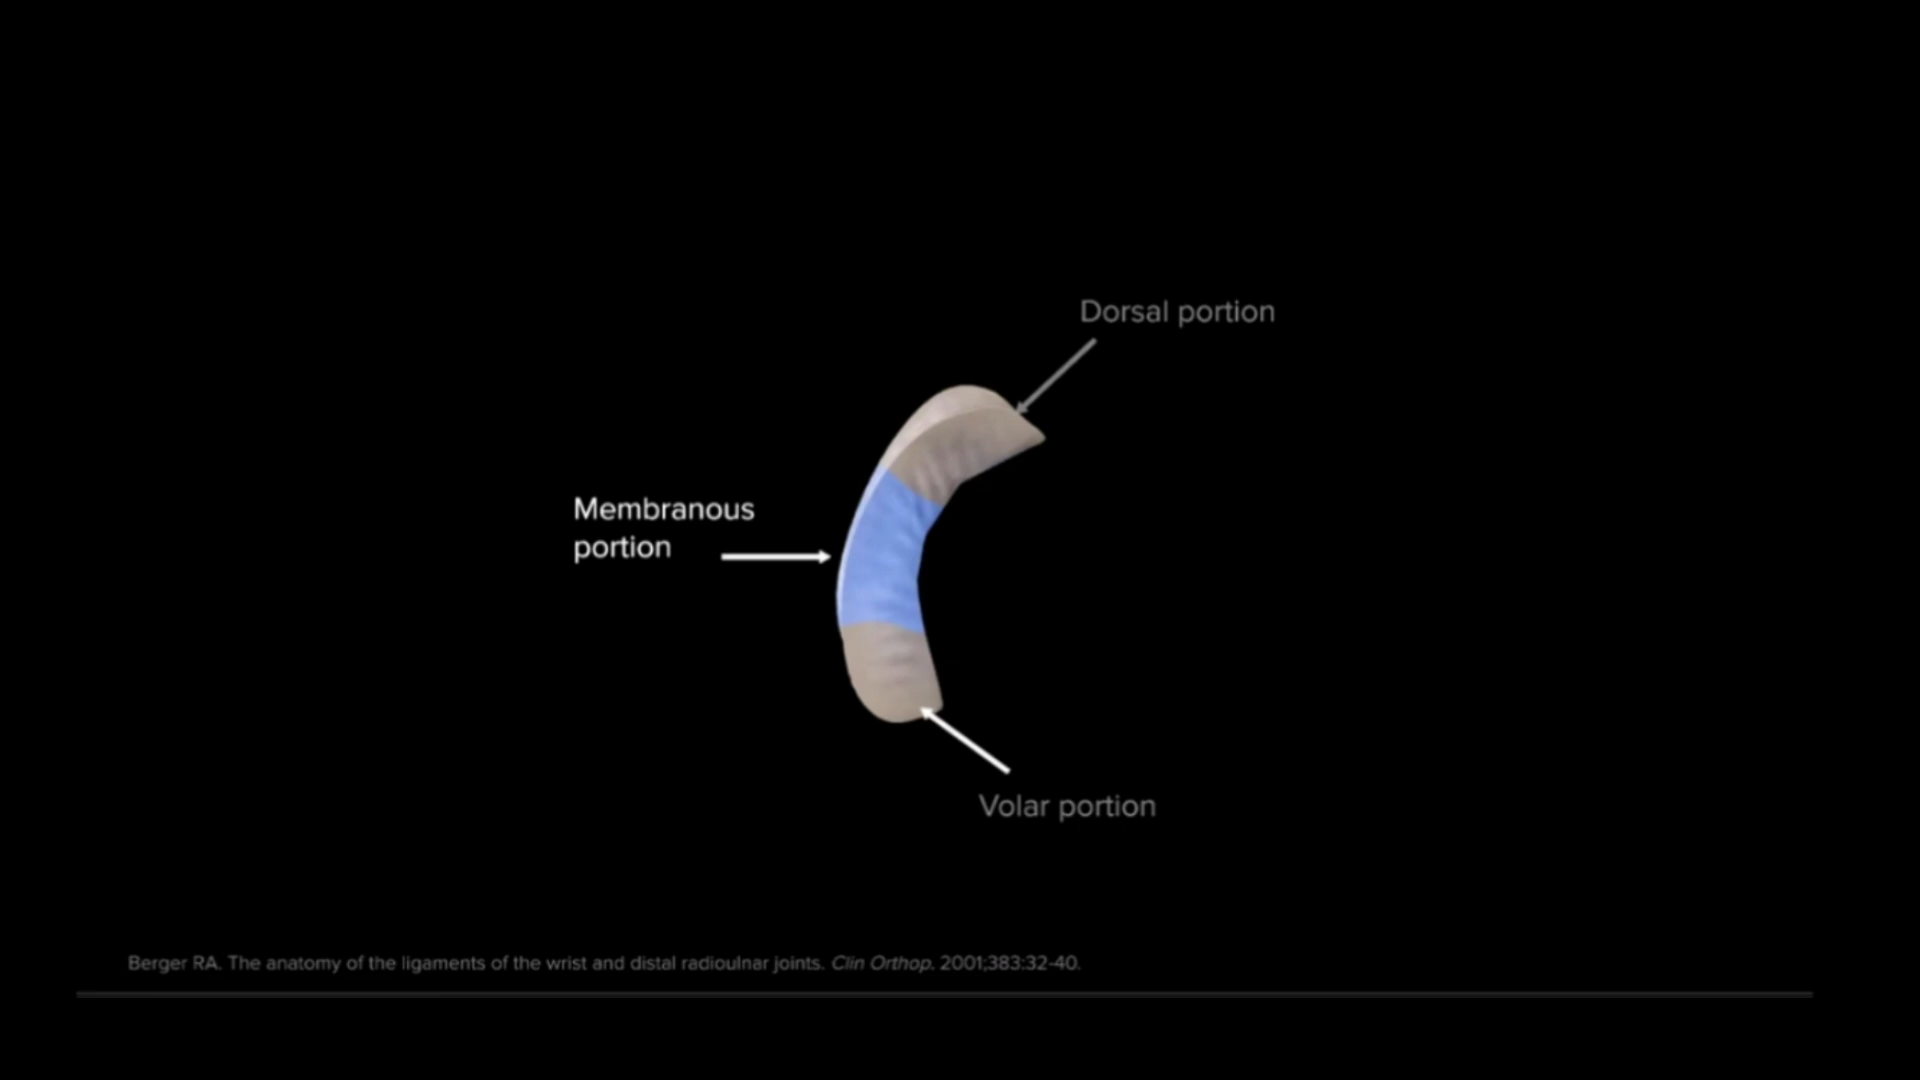 Dorsal portion
Membranous
portion
Volar portion
Berger RA. The anatomy of the ligaments of the wrist and distal radioulnar joints. Clin Orthop. 2001;383:32-40.